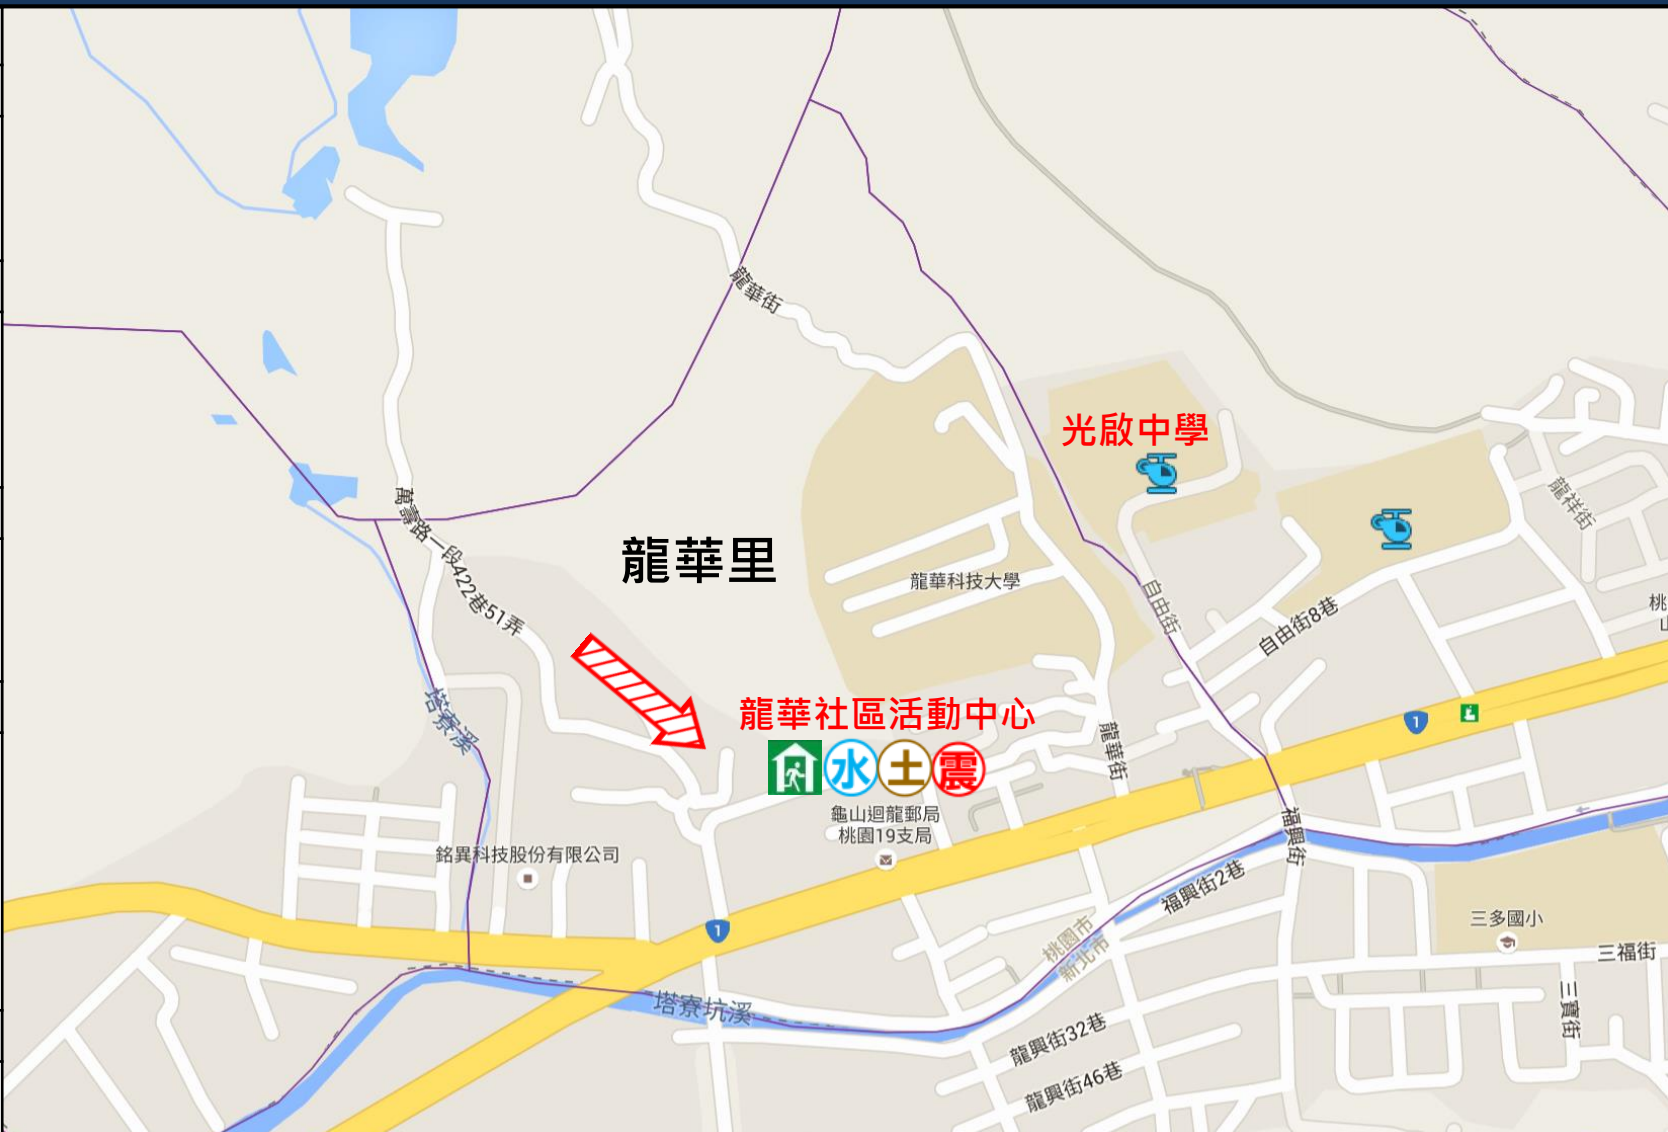 龍華街
光啟中學
龍祥街
萬壽路一段422巷51弄
龍華里
龍華科技大學
自由街
自由街8巷
桃
山
塔寮溪
龍華社區活動中心
水
土
震
龍華街
1
龜山迴龍郵局
桃園19支局
福興街
銘異科技股份有限公司
福興街2巷
1
桃園市
新北市
三多國小
三福街
塔寮坑溪
三寶街
龍興街32巷
龍興街46巷